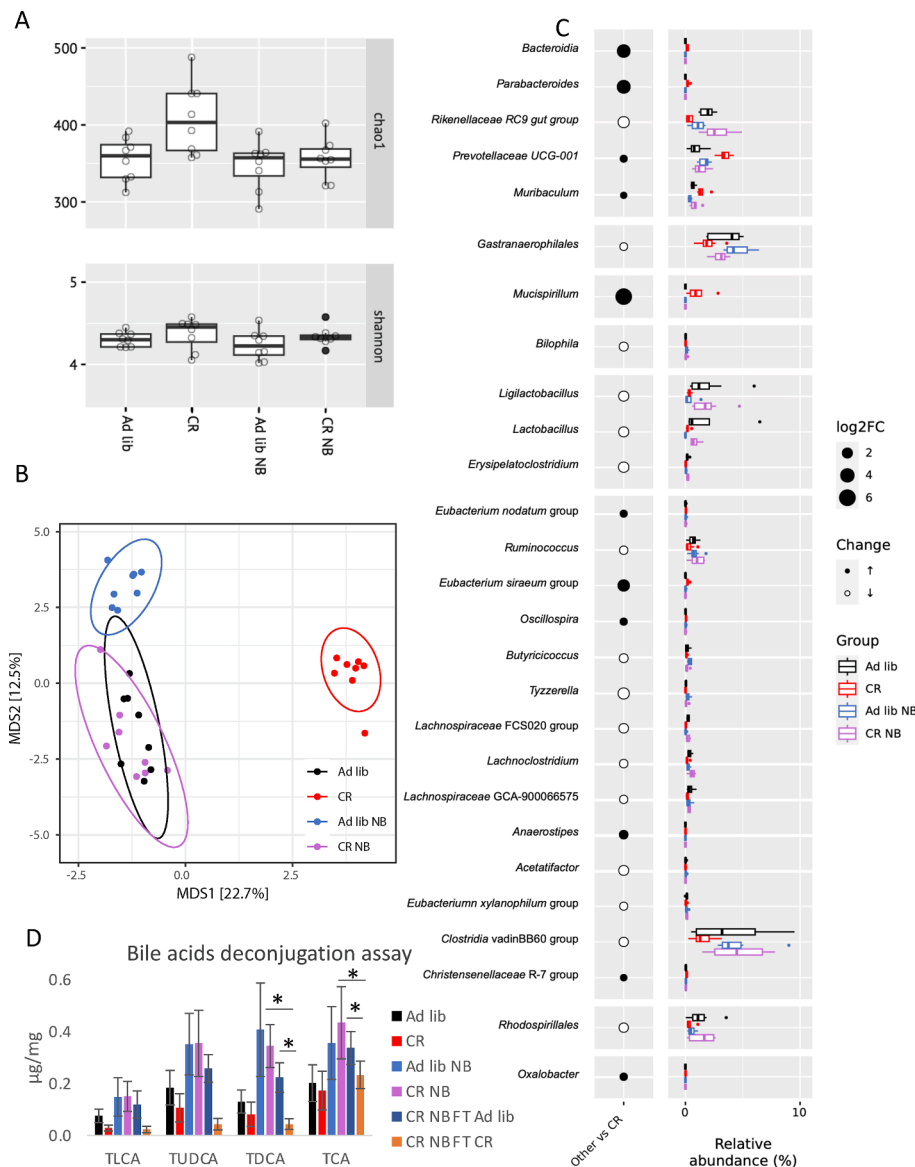 A
500
400
300
chao1
5
4
shannon
Ad lib
CR
Ad lib NB
CR NB
B
5.0
2.5
0.0
-2.5
-5.0
MDS2 [12.5%]
Ad lib
CR
Ad lib NB
CR NB
-2.5
0.0
2.5
MDS1 [22.7%]
C
Bacteroidia
Parabacteroides
Rikenellaceae RC9 gut group
Prevotellaceae UCG-001
Muribaculum
Gastranaerophilales
Mucispirillum
Bilophila
Ligilactobacillus
Lactobacillus
Erysipelatoclostridium
Eubacterium nodatum group
Ruminococcus
Eubacterium siraeum group
Oscillospira
Butyricicoccus
Tyzzerella
Lachnospiraceae FCS020 group
Lachnoclostridium
Lachnospiraceae GCA-900066575
Anaerostipes
Acetatifactor
Eubacteriumn xylanophilum group
Clostridia vadinBB60 group
Christensenellaceae R-7 group
Rhodospirillales
Oxalobacter
Other vs CR
0
10
Relative
abundance (%)
log2FC
2
4
6
Change
↑
↓
Group
Ad lib
CR
Ad lib NB
CR NB
D
Bile acids deconjugation assay
0.6
0.4
0.2
0.0
µg/mg
* * * *
TLCA
TUDCA
TDCA
TCA
Ad lib
CR
Ad lib NB
CR NB
CR NBFT Ad lib
CR NBFT CR